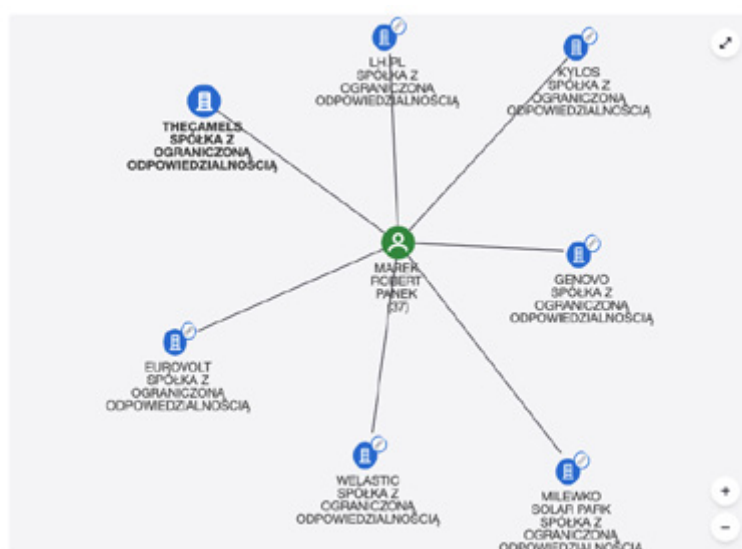 LH.PL
SPÓŁKA Z
OGRANICZONĄ
ODPOWIEDZIALNOŚCIĄ
KYLOS
SPÓŁKA Z
OGRANICZONĄ
ODPOWIEDZIALNOŚCIĄ
THECAMELS
SPÓŁKA Z
OGRANICZONĄ
ODPOWIEDZIALNOŚCIĄ
MAREK
ROBERT
PANEK
(37)
GENOVO
SPÓŁKA Z
OGRANICZONĄ
ODPOWIEDZIALNOŚCIĄ
EUROVOLT
SPÓŁKA Z
OGRANICZONĄ
ODPOWIEDZIALNOŚCIĄ
WELASTIC
SPÓŁKA Z
OGRANICZONĄ
ODPOWIEDZIALNOŚCIĄ
MILEWKO
SOLAR PARK
SPÓŁKA Z
OGRANICZONĄ
ODPOWIEDZIALNOŚCIĄ